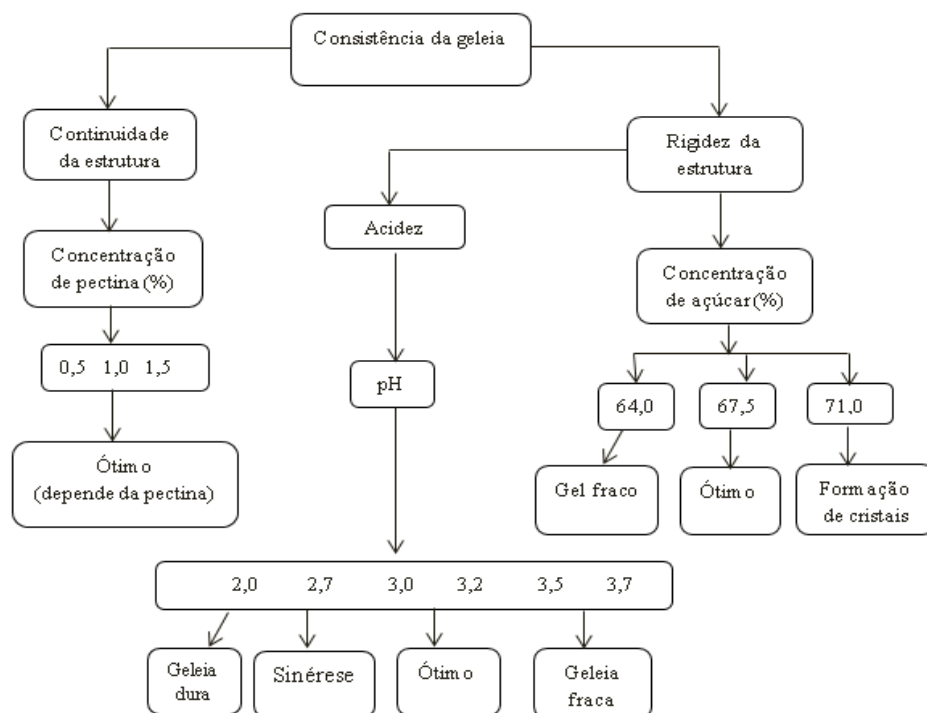 Consistência da geleia
Continuidade
da estrutura
Rigidez da
estrutura
Acidez
Concentração
de pectina (%)
Concentração
de açúcar (%)
0,5 1,0 1,5
pH
64,0
67,5
71,0
Ótimo
(depende da pectina)
Gel fraco
Ótimo
Formação
de cristais
2,0 2,7 3,0 3,2 3,5 3,7
Geleia
dura
Sinérese
Ótimo
Geleia
fraca